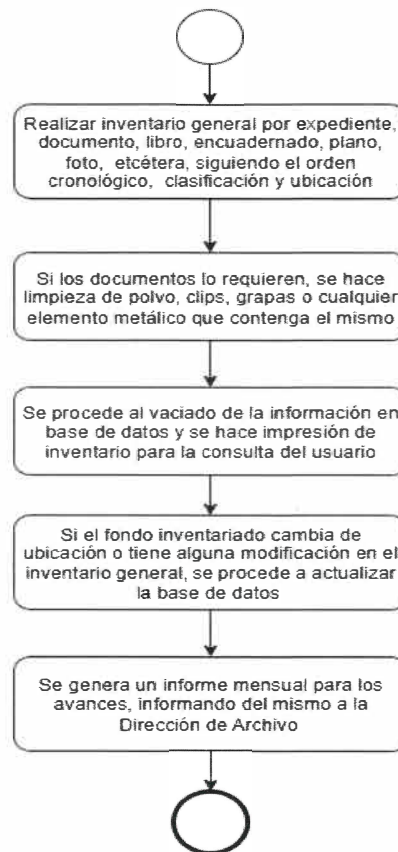 Realizar inventario general por expediente,
documento, libro, encuadernado, plano,
foto, etcétera, siguiendo el orden
cronológico, clasificación y ubicación
Si los documentos lo requieren, se hace
limpieza de polvo, clips, grapas o cualquier
elemento metálico que contenga el mismo
Se procede al vaciado de la información en
base de datos y se hace impresión de
inventario para la consulta del usuario
Si el fondo inventariado cambia de
ubicación o tiene alguna modificación en el
inventario general, se procede a actualizar
la base de datos
Se genera un informe mensual para los
avances, informando del mismo a la
Dirección de Archivo